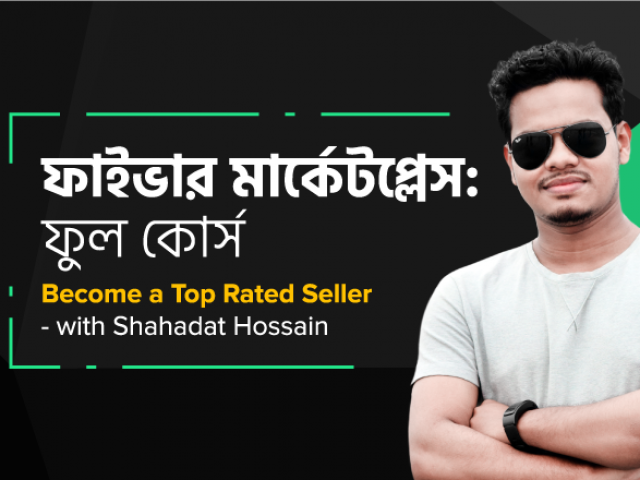 ফাইভার মার্কেটপ্লেস:
ফুল কোর্স
Become a Top Rated Seller
- with Shahadat Hossain